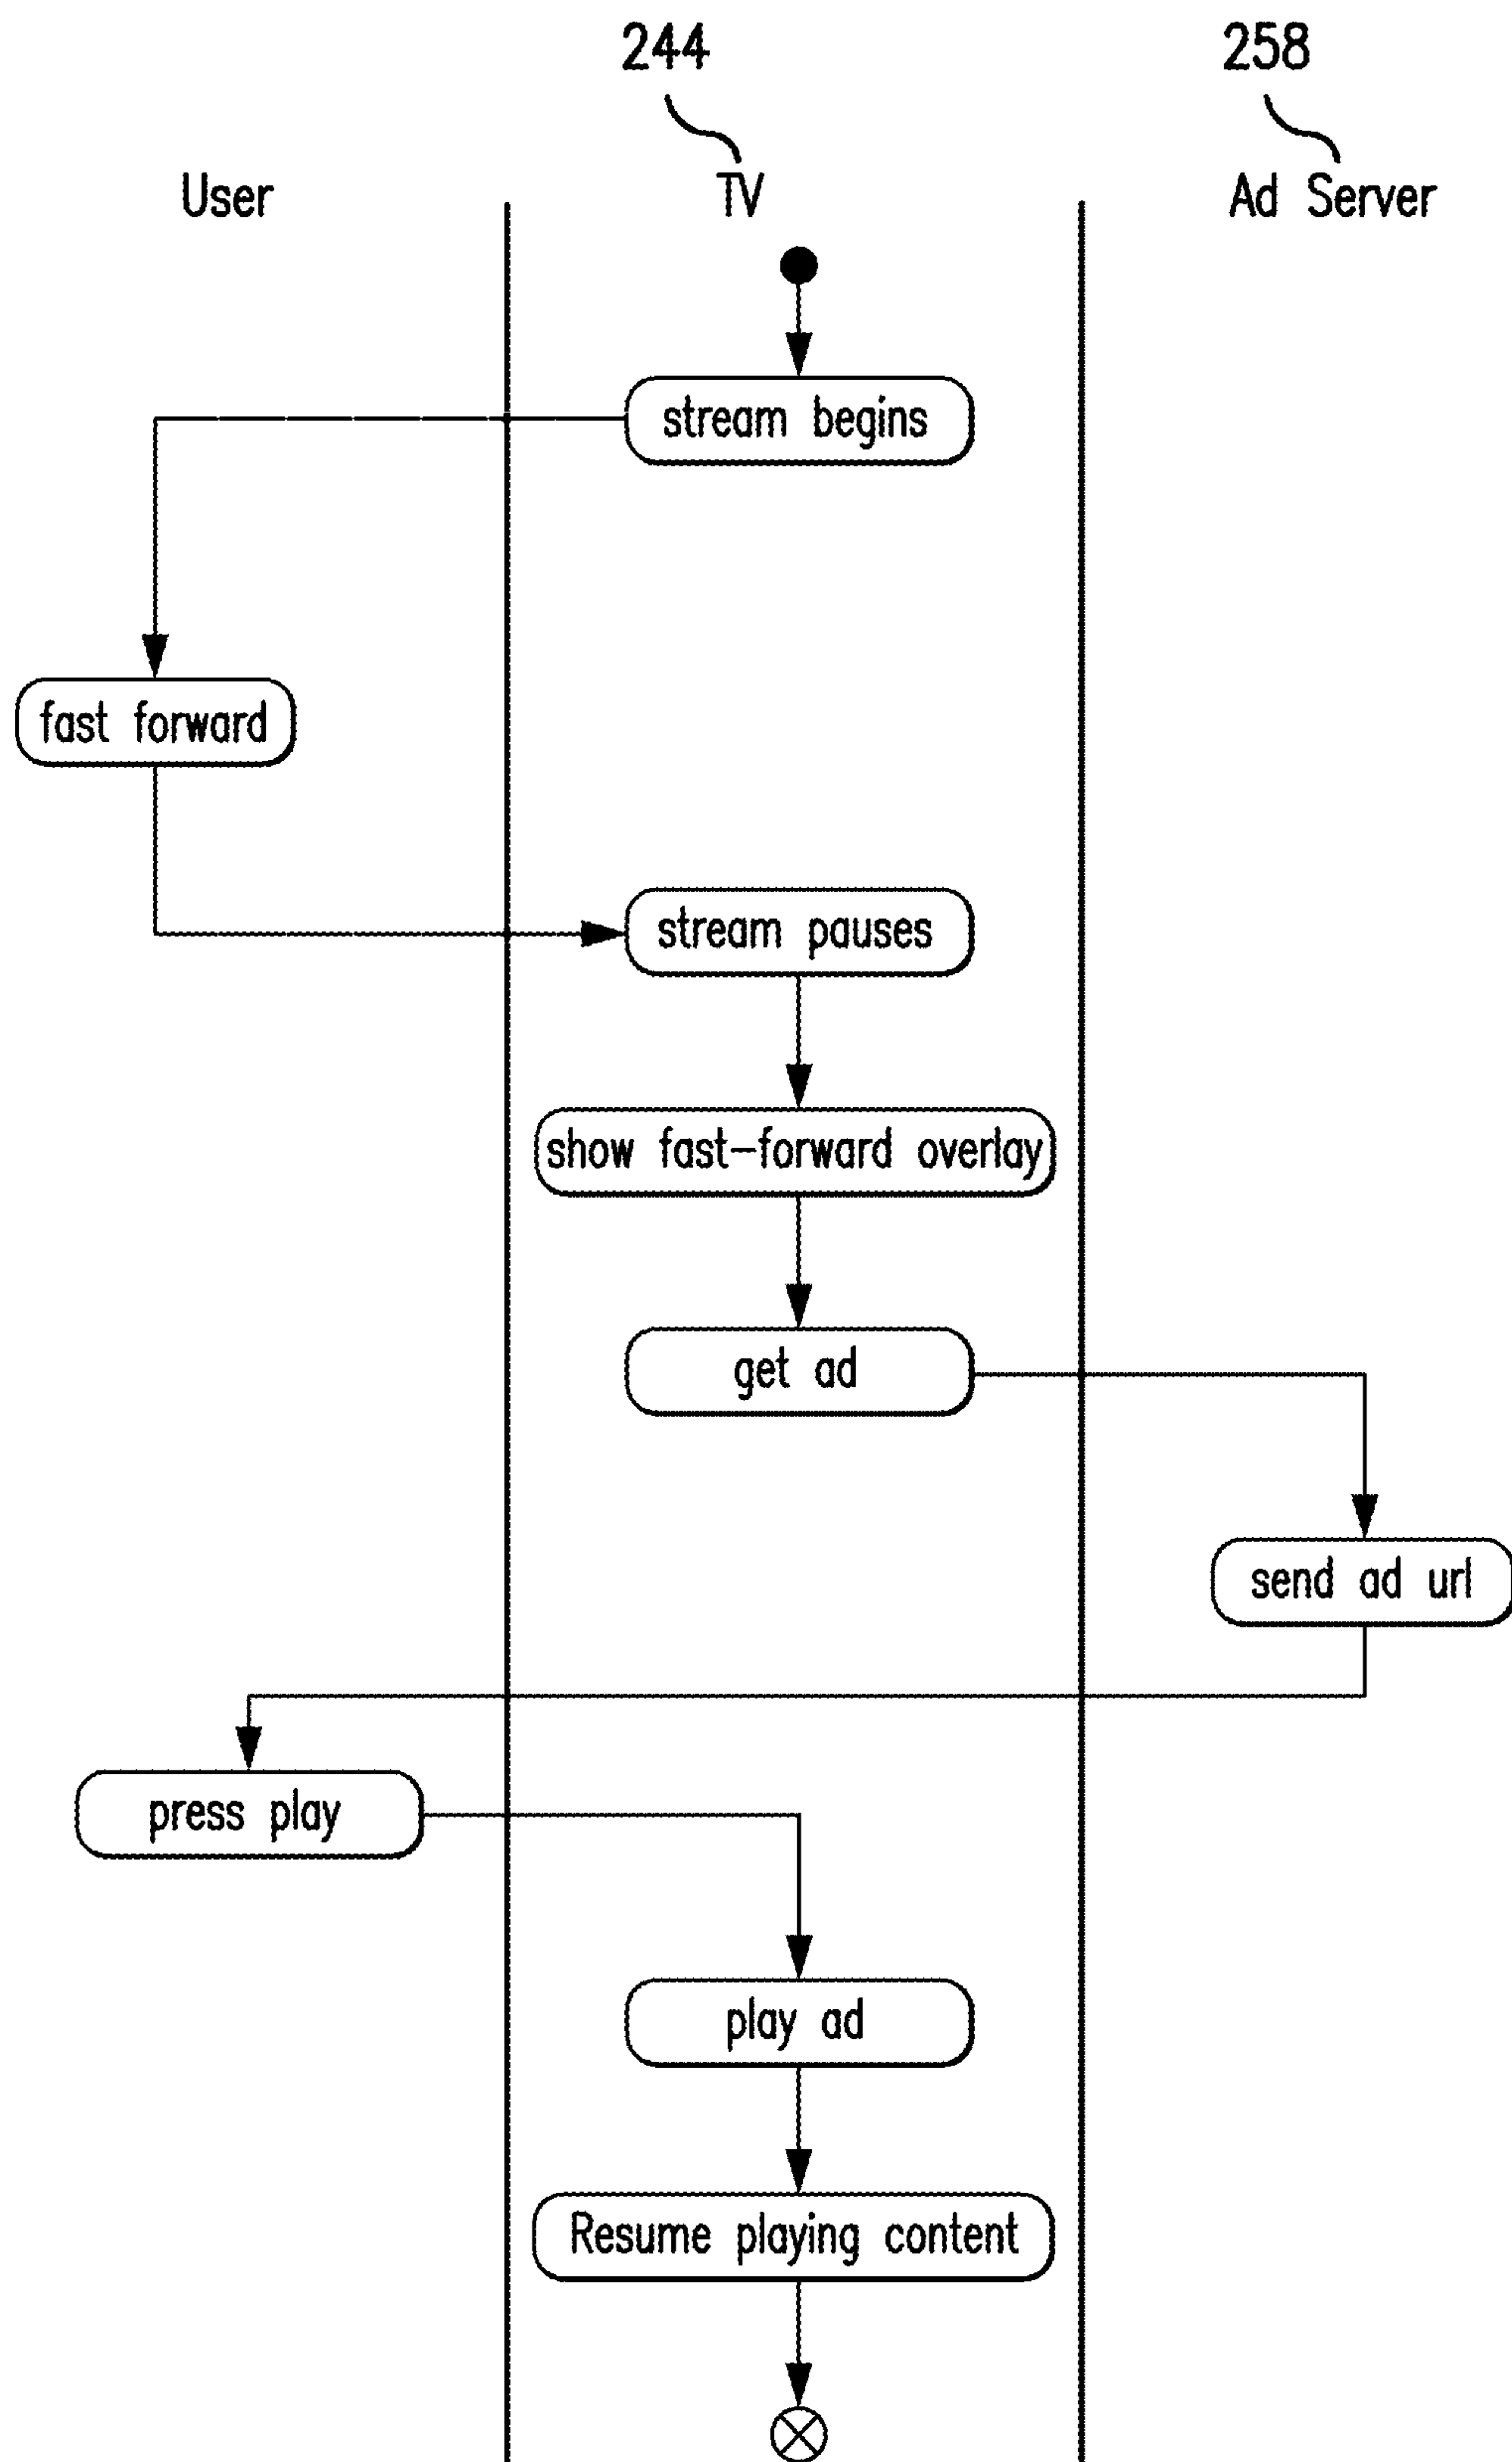 244
258
User
TV
Ad Server
stream begins
fast forward
stream pauses
show fast-forward overlay
get ad
send ad url
press play
play ad
Resume playing content